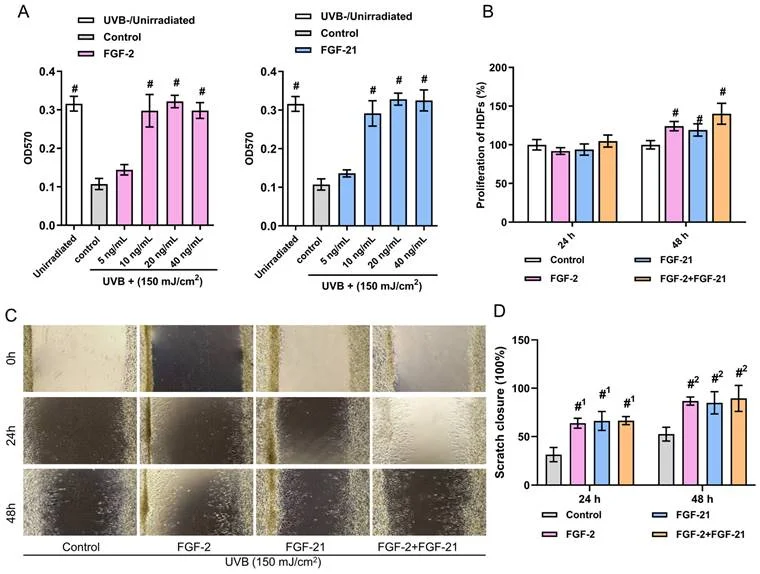 A
UVB-/Unirradiated
Control
FGF-2
OD570
0.4
0.3
0.2
0.1
0.0
#
#
#
#
Unirradiated
control
5 ng/mL
10 ng/mL
20 ng/mL
40 ng/mL
UVB + (150 mJ/cm²)
UVB-/Unirradiated
Control
FGF-21
OD570
0.4
0.3
0.2
0.1
0.0
#
#
#
#
Unirradiated
control
5 ng/mL
10 ng/mL
20 ng/mL
40 ng/mL
UVB + (150 mJ/cm²)
B
Proliferation of HDFs (%)
200
150
100
50
0
#
#
#
24 h
48 h
Control
FGF-21
FGF-2
FGF-2+FGF-21
C
0h
24h
48h
Control
FGF-2
FGF-21
FGF-2+FGF-21
UVB (150 mJ/cm²)
D
Scratch closure (100%)
150
100
50
0
#1
#1
#1
#2
#2
#2
24 h
48 h
Control
FGF-21
FGF-2
FGF-2+FGF-21